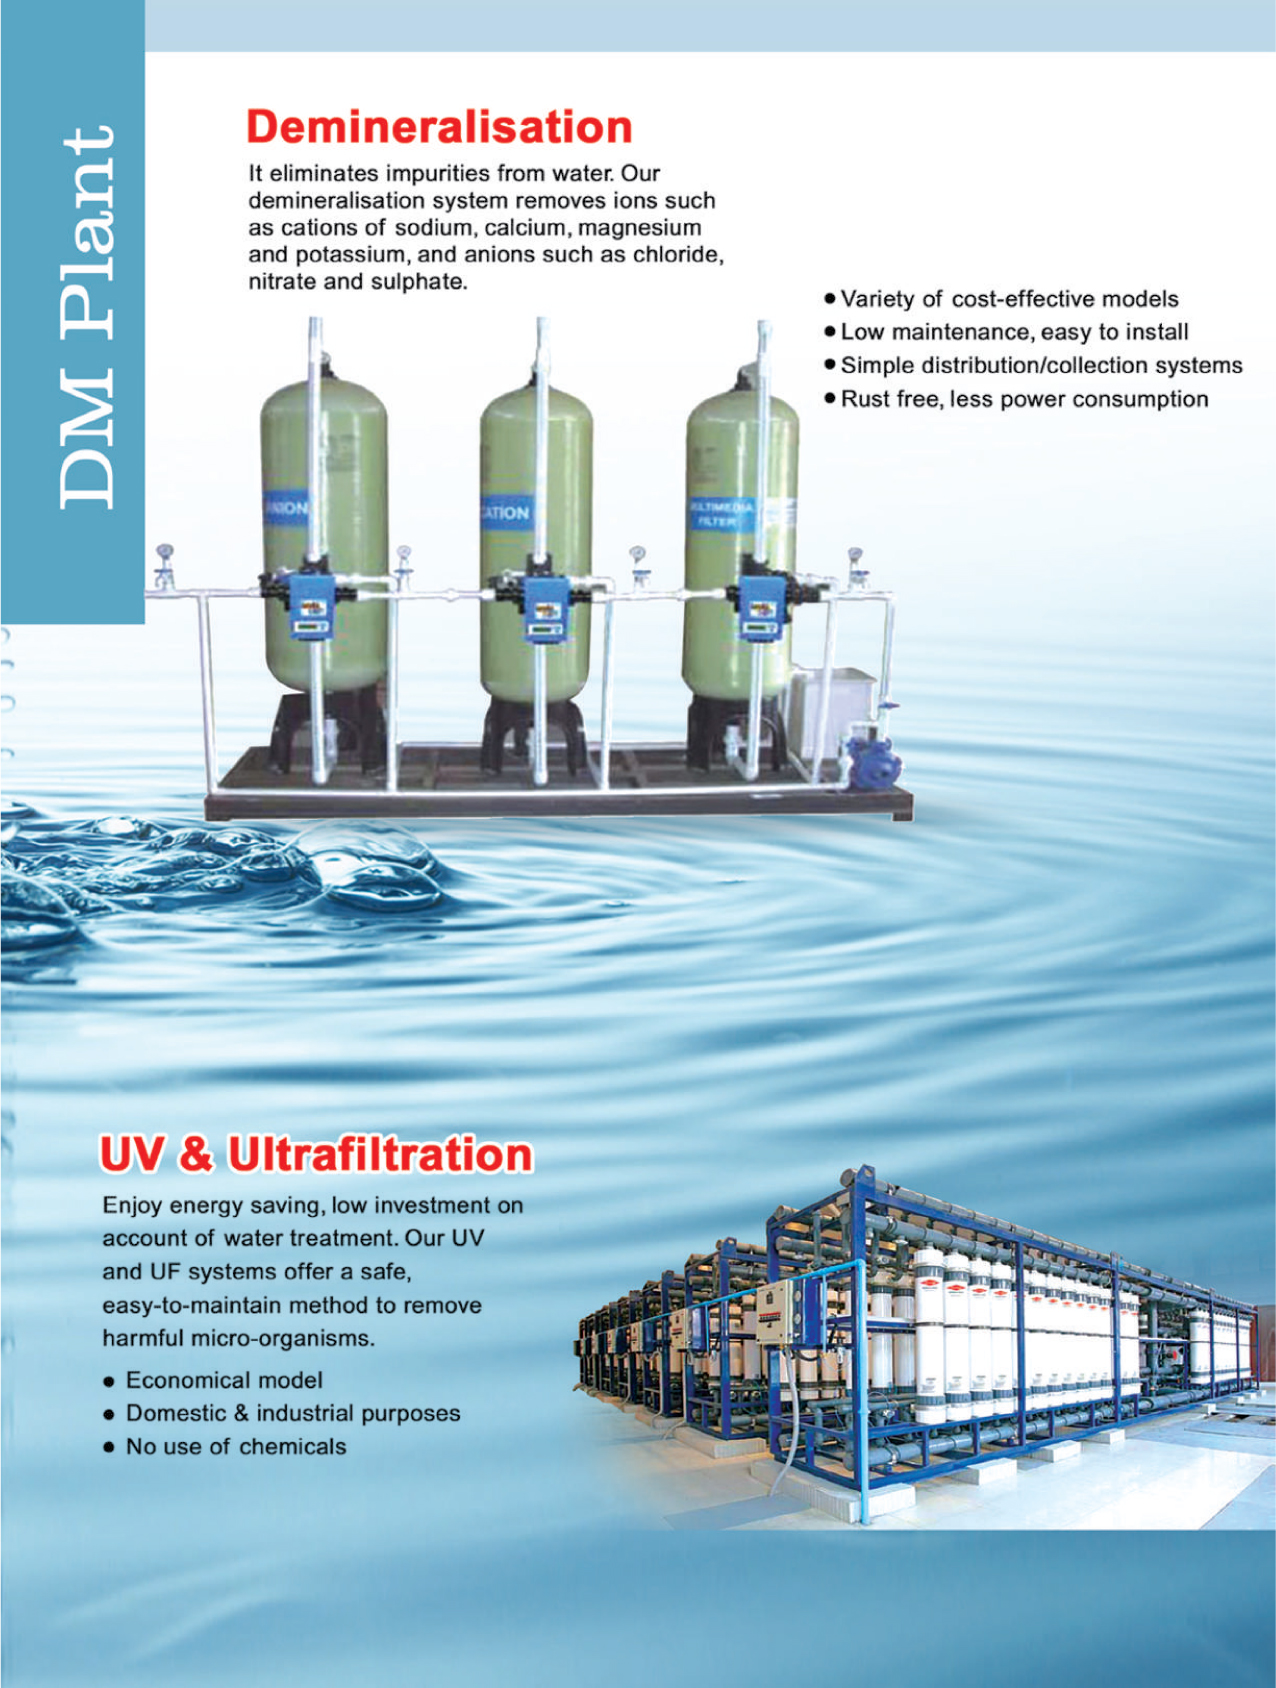 DM Plant
Demineralisation
It eliminates impurities from water. Our
demineralisation system removes ions such
as cations of sodium, calcium, magnesium
and potassium, and anions such as chloride,
nitrate and sulphate.
● Variety of cost-effective models
● Low maintenance, easy to install
● Simple distribution/collection systems
● Rust free, less power consumption
ANION
CATION
MULTIMEDIA
FILTER
UV & Ultrafiltration
Enjoy energy saving, low investment on
account of water treatment. Our UV
and UF systems offer a safe,
easy-to-maintain method to remove
harmful micro-organisms.
● Economical model
● Domestic & industrial purposes
● No use of chemicals